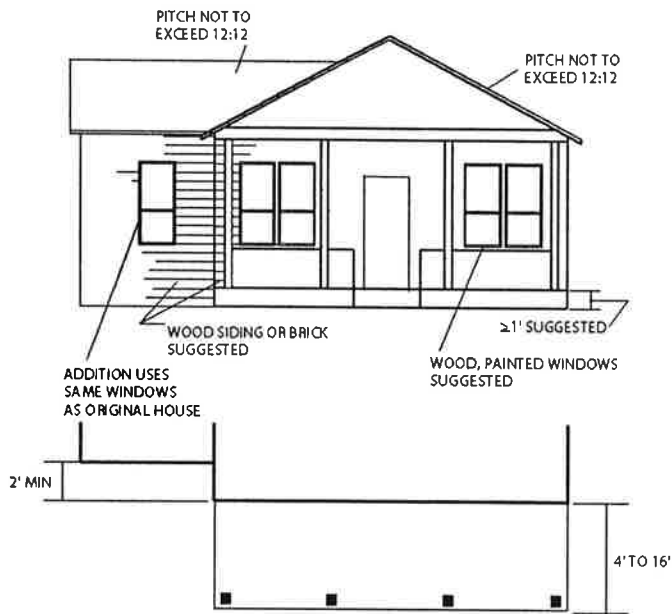 PITCH NOT TO
EXCEED 12:12
PITCH NOT TO
EXCEED 12:12
WOOD SIDING OR BRICK
SUGGESTED
≥1' SUGGESTED
ADDITION USES
SAME WINDOWS
AS ORIGINAL HOUSE
WOOD, PAINTED WINDOWS
SUGGESTED
2' MIN
4' TO 16'